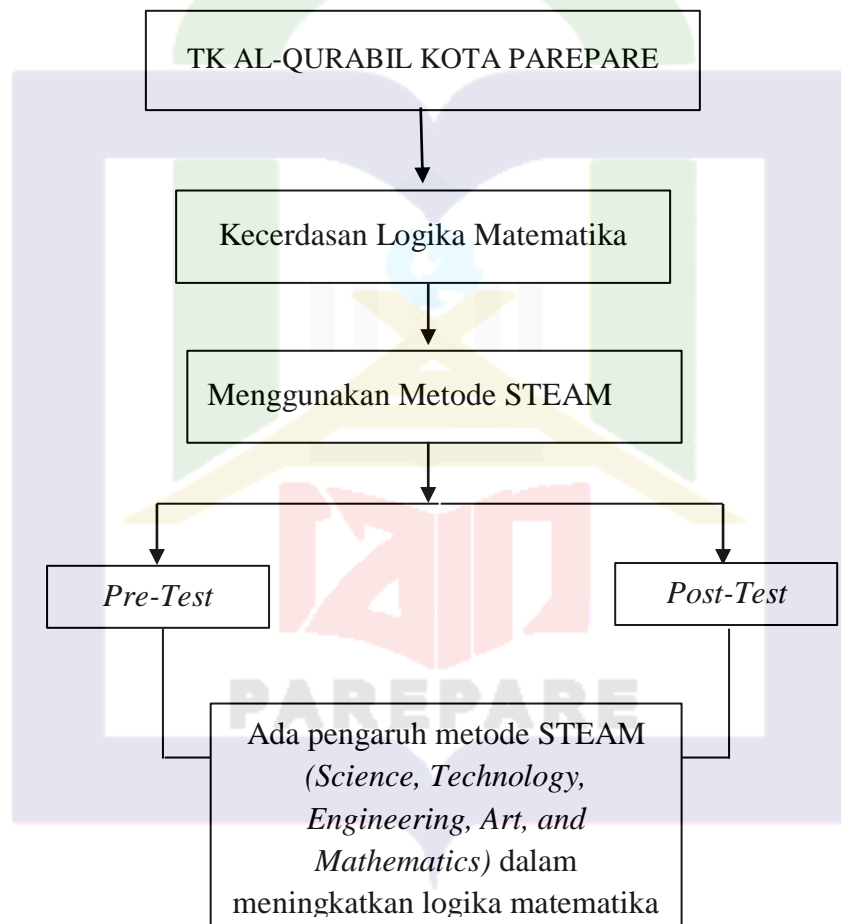 TK AL-QURABIL KOTA PAREPARE
Kecerdasan Logika Matematika
Menggunakan Metode STEAM
Pre-Test
Post-Test
PAREPARE
Ada pengaruh metode STEAM
(Science, Technology,
Engineering, Art, and
Mathematics) dalam
meningkatkan logika matematika